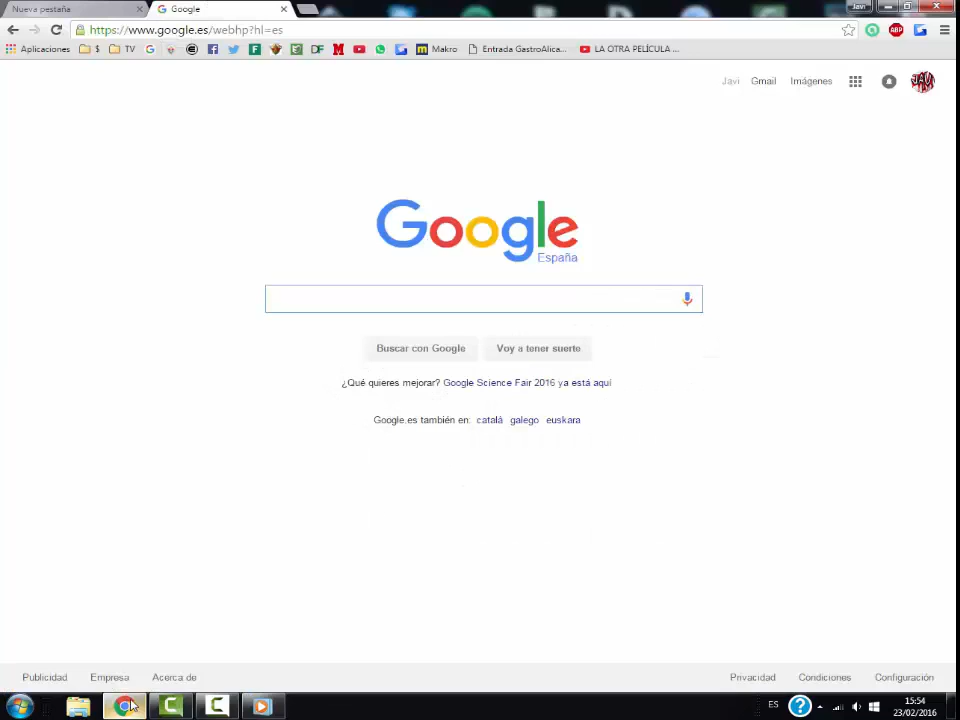 Nueva pestaña
Google
Javi
https://www.google.es/webhp?hl=es
Aplicaciones
$
TV
Makro
Entrada GastroAlica...
LA OTRA PELÍCULA ...
Javi
Gmail
Imágenes
Google
España
Buscar con Google
Voy a tener suerte
¿Qué quieres mejorar? Google Science Fair 2016 ya está aquí
Google.es también en: català galego euskara
Publicidad
Empresa
Acerca de
Privacidad
Condiciones
Configuración
ES
15:54
23/02/2016